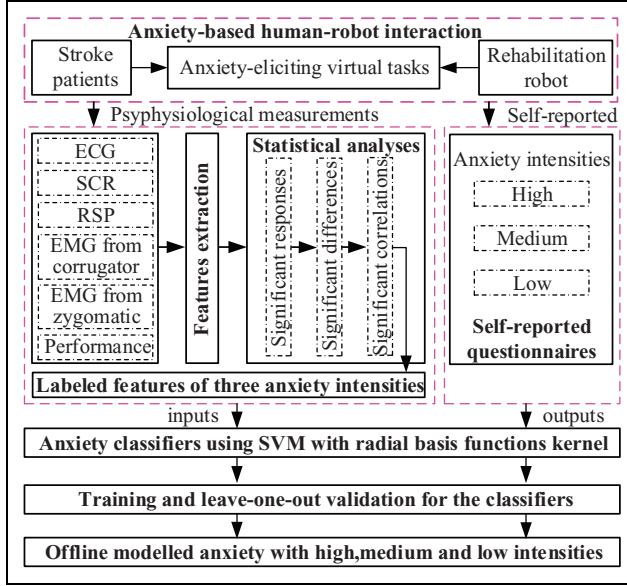 Anxiety-based human-robot interaction
Stroke
patients
Anxiety-eliciting virtual tasks
Rehabilitation
robot
Psyphysiological measurements
Self-reported
ECG
SCR
RSP
EMG from
corrugator
EMG from
zygomatic
Performance
Features extraction
Statistical analyses
Significant responses
Significant differences
Significant correlations
Labeled features of three anxiety intensities
Anxiety intensities
High
Medium
Low
Self-reported
questionnaires
inputs
outputs
Anxiety classifiers using SVM with radial basis functions kernel
Training and leave-one-out validation for the classifiers
Offline modelled anxiety with high,medium and low intensities